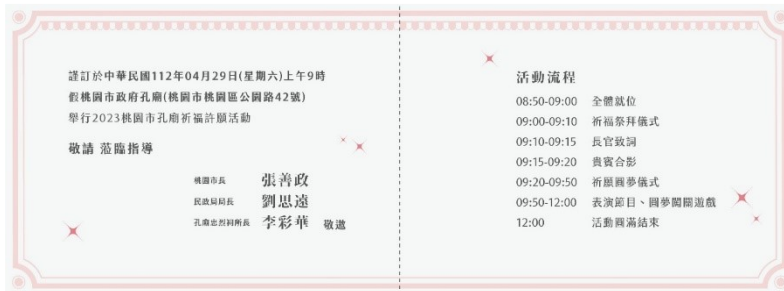 謹訂於中華民國112年04月29日(星期六)上午9時
假桃園市政府孔廟(桃園市桃園區公園路42號)
舉行2023桃園市孔廟祈福許願活動
敬請 蒞臨指導
桃園市長 張善政
民政局局長 劉思遠
孔廟忠烈祠所長 李彩華 敬邀
活動流程
08:50-09:00 全體就位
09:00-09:10 祈福祭拜儀式
09:10-09:15 長官致詞
09:15-09:20 貴賓合影
09:20-09:50 祈願圓夢儀式
09:50-12:00 表演節目、圓夢闖關遊戲
12:00 活動圓滿結束